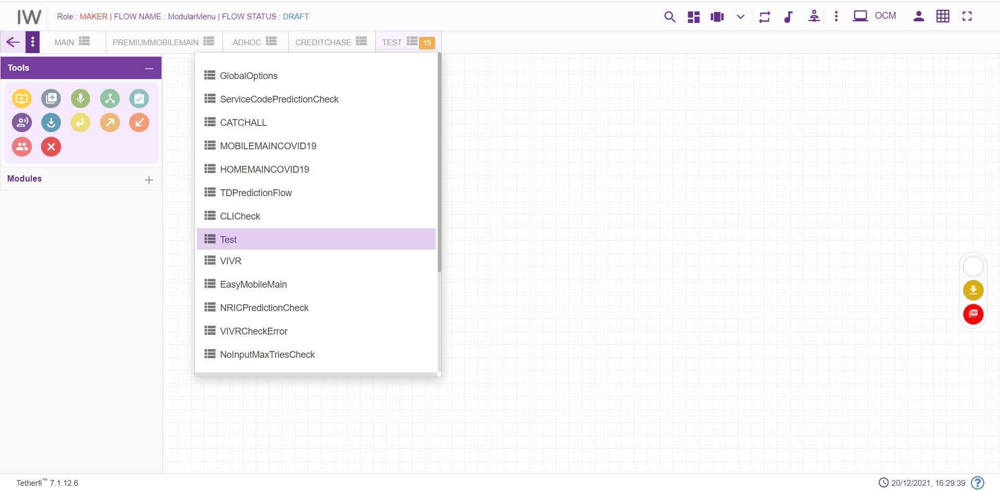 IW
Role : MAKER | FLOW NAME : ModularMenu | FLOW STATUS : DRAFT
OCM
MAIN
PREMIUMMOBILEMAIN
ADHOC
CREDITCHASE
TEST
19
Tools
Modules
GlobalOptions
ServiceCodePredictionCheck
CATCHALL
MOBILEMAINCOVID19
HOMEMAINCOVID19
TDPredictionFlow
CLICheck
Test
VIVR
EasyMobileMain
NRICPredictionCheck
VIVRCheckError
NoInputMaxTriesCheck
PDF
Tetherfi™ 7.1.12.6
20/12/2021, 16:29:39
?